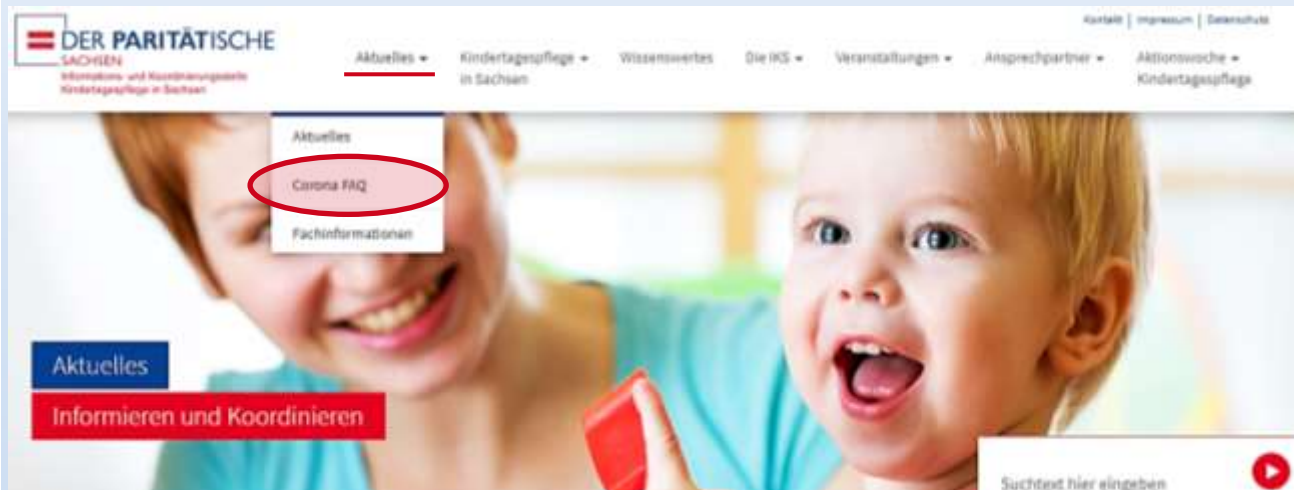 Kontakt | Impressum | Datenschutz
DER PARITÄTISCHE
SACHSEN
Informations- und Koordinierungsstelle
Kindertagespflege in Sachsen
Aktuelles
Kindertagespflege
in Sachsen
Wissenswertes
Die IKS
Veranstaltungen
Ansprechpartner
Aktionswoche
Kindertagespflege
Aktuelles
Corona FAQ
Fachinformationen
Aktuelles
Informieren und Koordinieren
Suchtext hier eingeben